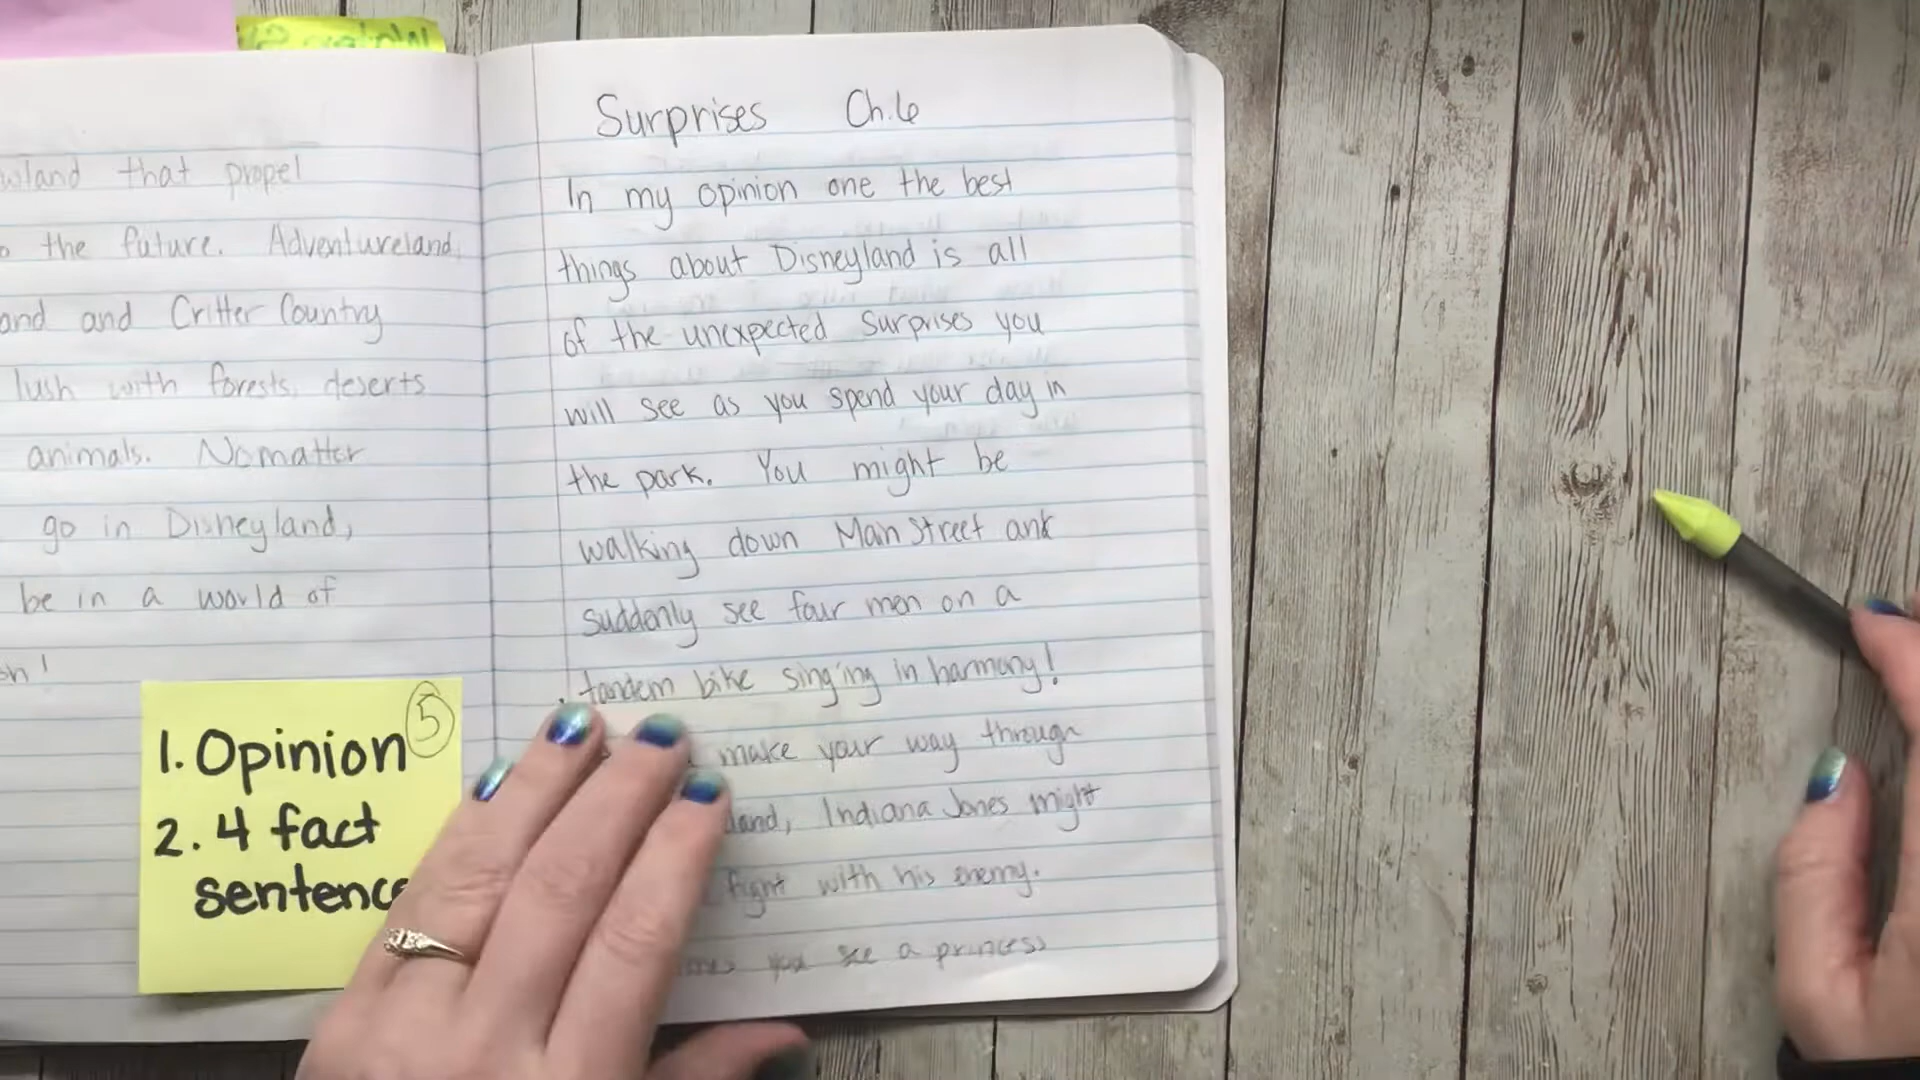 that propel
the future. Adventureland,
and and Critter Country
lush with forests, deserts
animals. No matter
go in Disneyland,
be in a world of
1. Opinion 5
2. 4 fact
Surprises Ch. 6
In my opinion one the best
things about Disneyland is all
of the unexpected surprises you
will see as you spend your day in
the park. You might be
walking down Main Street and
suddenly see four men on a
tandem bike singing in harmony!
make your way through
Indiana Jones might
fight with his enemy.
you see a princess